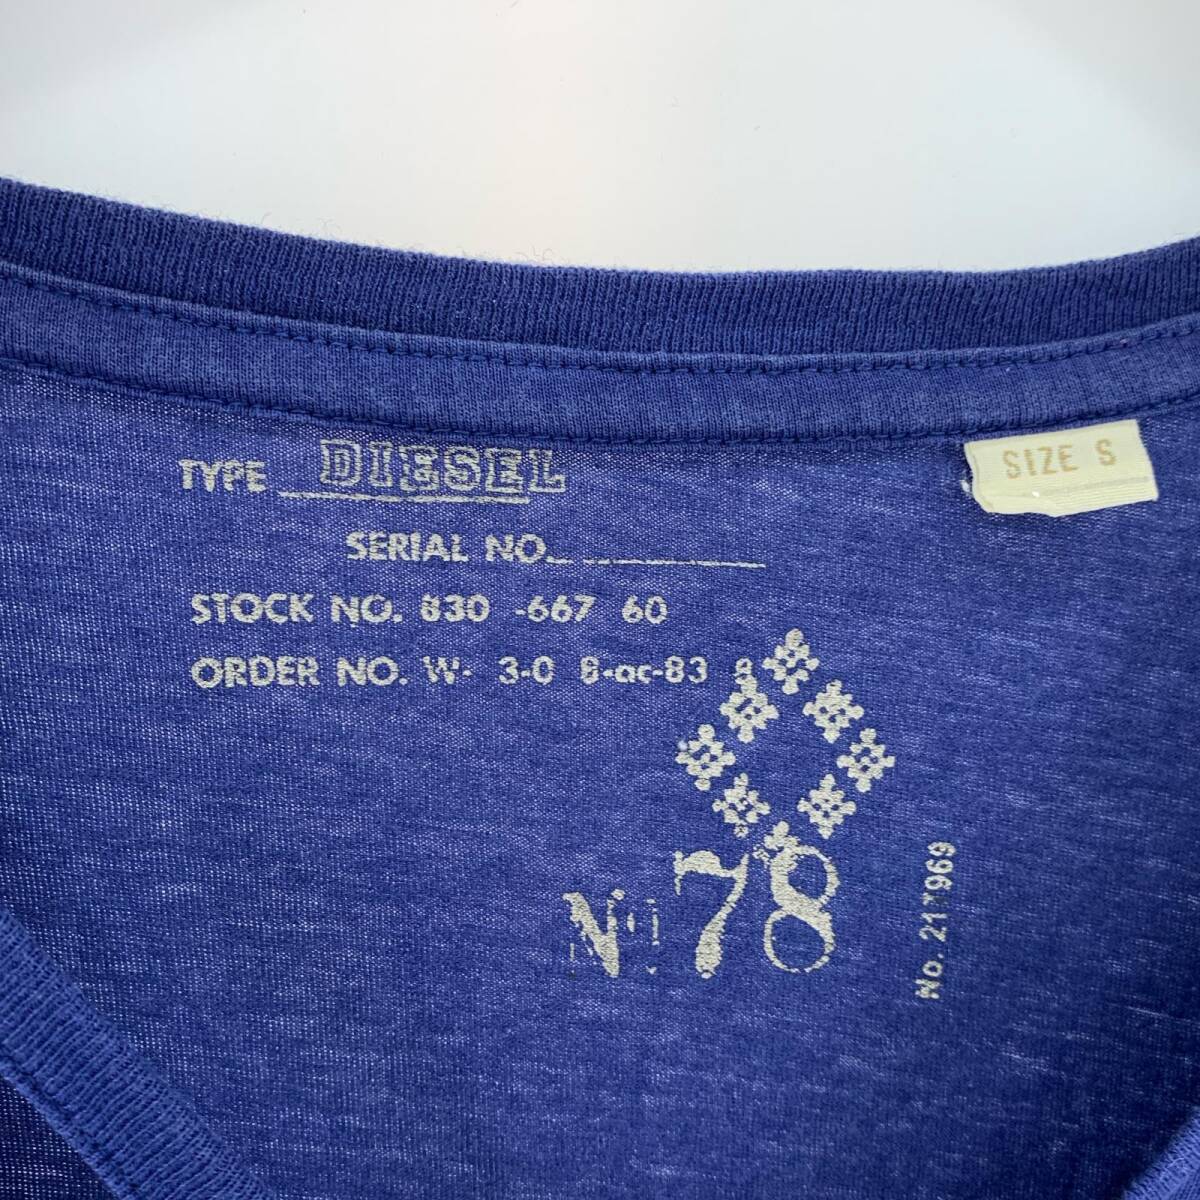 TYPE DIESEL
SIZE S
SERIAL NO.
STOCK NO. 830 -667 60
ORDER NO. W- 3-0 8-ac-83 8
No 78